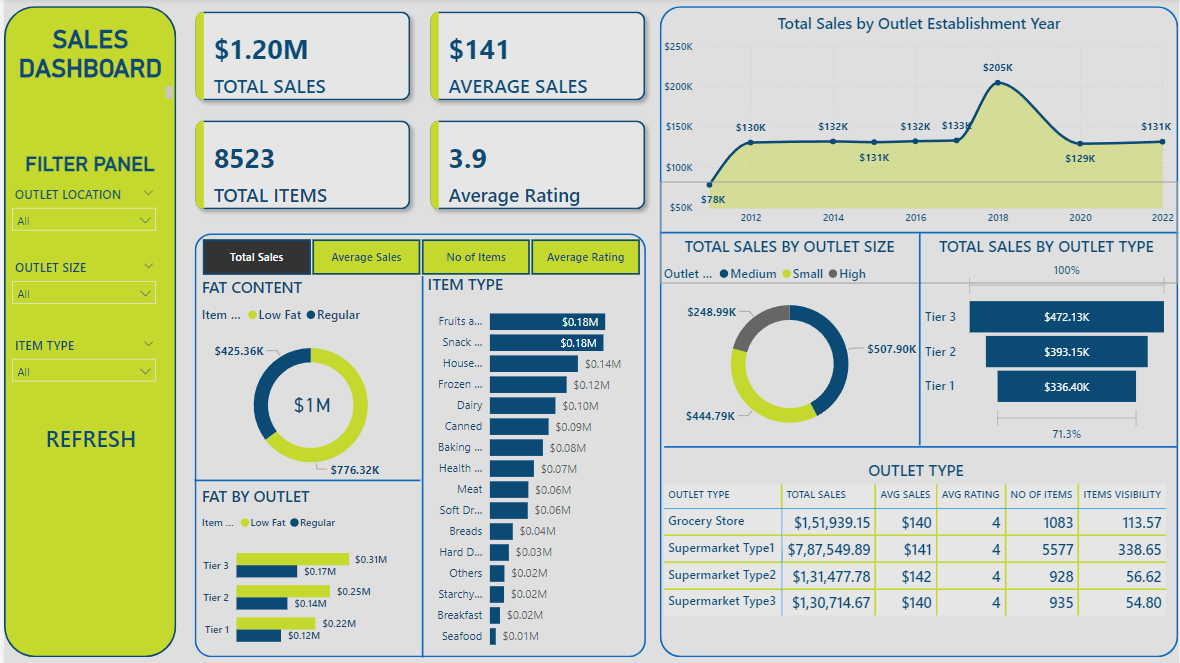 SALES
DASHBOARD
FILTER PANEL
OUTLET LOCATION
All
OUTLET SIZE
All
ITEM TYPE
All
REFRESH
$1.20M
TOTAL SALES
$141
AVERAGE SALES
8523
TOTAL ITEMS
3.9
Average Rating
Total Sales
Average Sales
No of Items
Average Rating
FAT CONTENT
Item ... Low Fat Regular
$425.36K
$1M
$776.32K
FAT BY OUTLET
Item ... Low Fat Regular
Tier 3
$0.31M
$0.17M
Tier 2
$0.25M
$0.14M
Tier 1
$0.22M
$0.12M
ITEM TYPE
Fruits a... $0.18M
Snack ... $0.18M
House... $0.14M
Frozen ... $0.12M
Dairy $0.10M
Canned $0.09M
Baking ... $0.08M
Health ... $0.07M
Meat $0.06M
Soft Dr... $0.06M
Breads $0.04M
Hard D... $0.03M
Others $0.02M
Starchy... $0.02M
Breakfast $0.02M
Seafood $0.01M
Total Sales by Outlet Establishment Year
$250K
$200K
$150K
$100K
$50K
$78K
$130K
$132K
$131K
$132K
$133K
$205K
$129K
$131K
2012 2014 2016 2018 2020 2022
TOTAL SALES BY OUTLET SIZE
Outlet ... Medium Small High
$248.99K
$507.90K
$444.79K
TOTAL SALES BY OUTLET TYPE
100%
Tier 3 $472.13K
Tier 2 $393.15K
Tier 1 $336.40K
71.3%
OUTLET TYPE
OUTLET TYPE TOTAL SALES AVG SALES AVG RATING NO OF ITEMS ITEMS VISIBILITY
Grocery Store $1,51,939.15 $140 4 1083 113.57
Supermarket Type1 $7,87,549.89 $141 4 5577 338.65
Supermarket Type2 $1,31,477.78 $142 4 928 56.62
Supermarket Type3 $1,30,714.67 $140 4 935 54.80